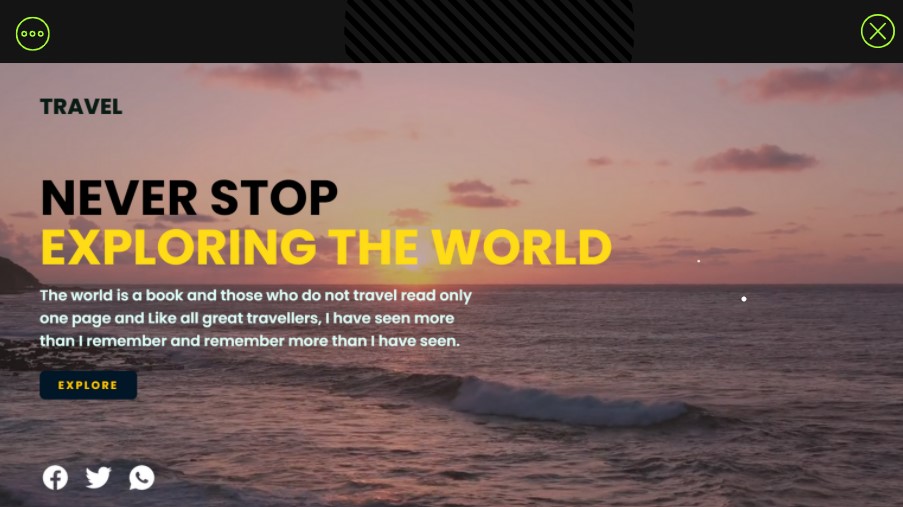 TRAVEL
NEVER STOP
EXPLORING THE WORLD
The world is a book and those who do not travel read only
one page and Like all great travellers, I have seen more
than I remember and remember more than I have seen.
EXPLORE